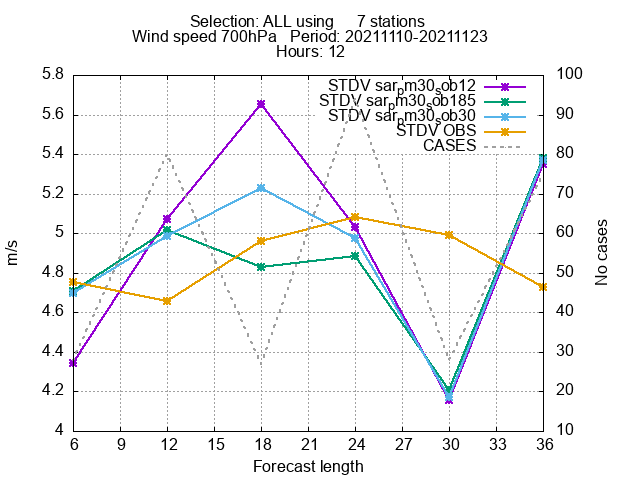 Selection: ALL using     7 stations
Wind speed 700hPa   Period: 20211110-20211123
Hours: 12
STDV sarpm30sob12
STDV sarpm30sob185
STDV sarpm30sob30
STDV OBS
CASES
5.8
5.6
5.4
5.2
5
4.8
4.6
4.4
4.2
4
m/s
100
90
80
70
60
50
40
30
20
10
No cases
6 9 12 15 18 21 24 27 30 33 36
Forecast length